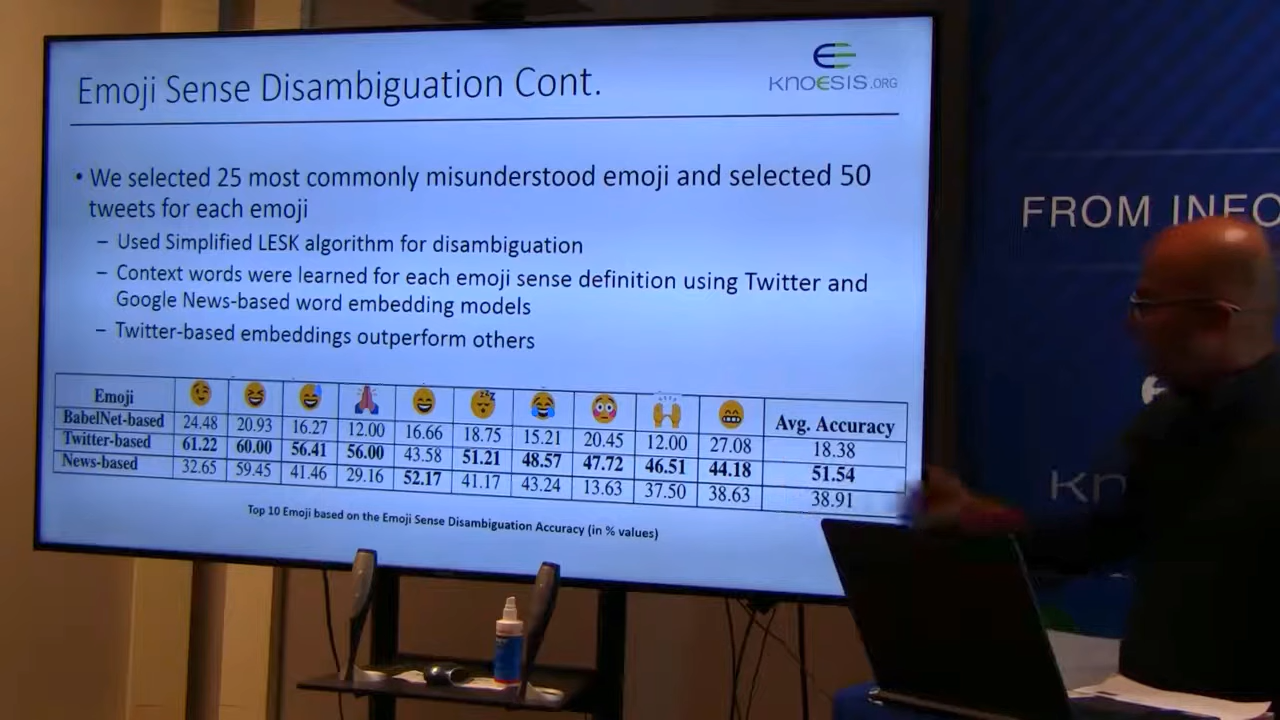 Emoji Sense Disambiguation Cont.
KNOESIS.ORG
• We selected 25 most commonly misunderstood emoji and selected 50
tweets for each emoji
– Used Simplified LESK algorithm for disambiguation
– Context words were learned for each emoji sense definition using Twitter and
Google News-based word embedding models
– Twitter-based embeddings outperform others
Emoji 😉 😆 😅 🙏 😄 😴 😂 😳 🙌 😁 Avg. Accuracy
BabelNet-based 24.48 20.93 16.27 12.00 16.66 18.75 15.21 20.45 12.00 27.08 18.38
Twitter-based 61.22 60.00 56.41 56.00 43.58 51.21 48.57 47.72 46.51 44.18 51.54
News-based 32.65 59.45 41.46 29.16 52.17 41.17 43.24 13.63 37.50 38.63 38.91
Top 10 Emoji based on the Emoji Sense Disambiguation Accuracy (in % values)
FROM